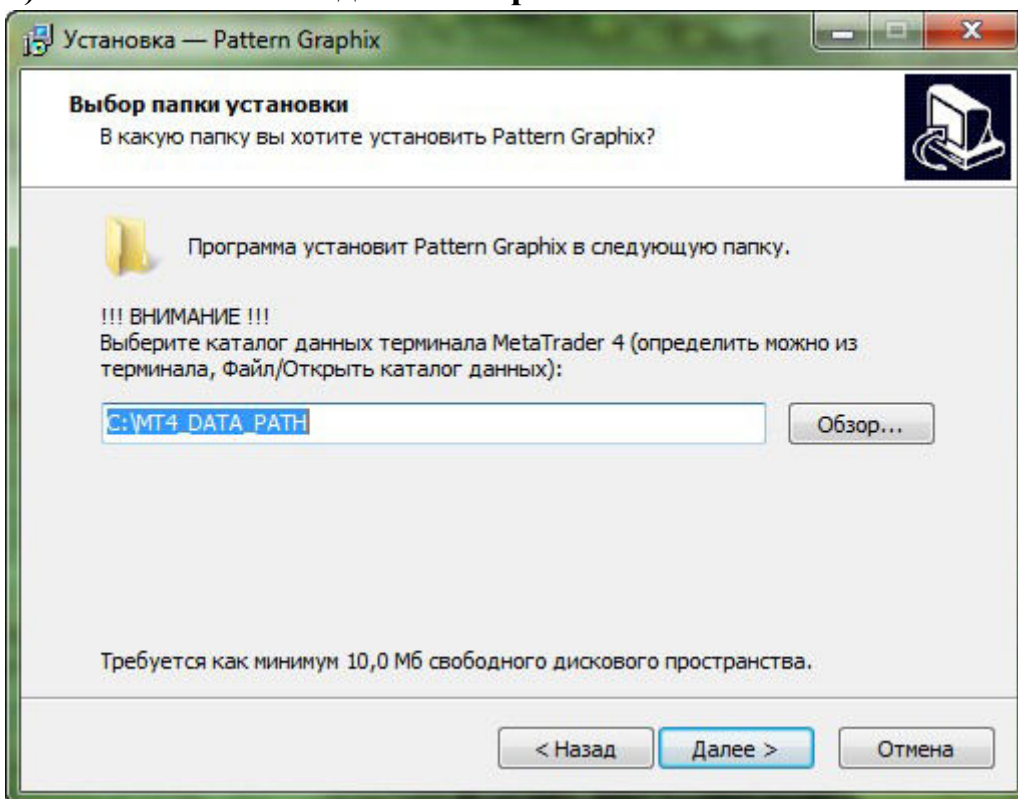 Установка — Pattern Graphix
Выбор папки установки
В какую папку вы хотите установить Pattern Graphix?
Программа установит Pattern Graphix в следующую папку.
!!! ВНИМАНИЕ !!!
Выберите каталог данных терминала MetaTrader 4 (определить можно из
терминала, Файл/Открыть каталог данных):
C:\MT4_DATA_PATH
Обзор...
Требуется как минимум 10,0 Мб свободного дискового пространства.
< Назад Далее > Отмена